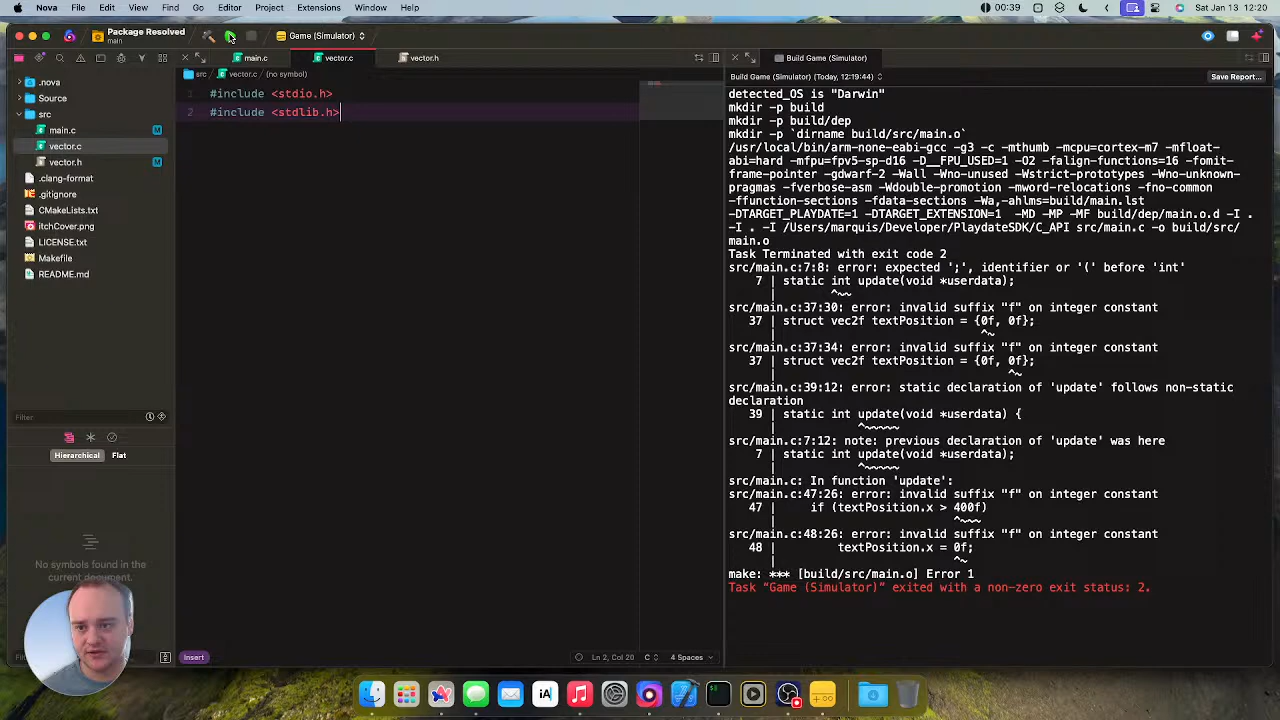 Finder File Edit View Find Go Editor Project Extensions Window Help 00:39 Sat Jan 13 12:20
Package Resolved
main
Game (Simulator)
main.c vector.c vector.h
Build Game (Simulator)
src vector.c (no symbol)
Build Game (Simulator) (Today, 12:19:44)
Save Report...
.nova
Source
src
main.c M
vector.c
vector.h M
.clang-format
.gitignore
CMakeLists.txt
itchCover.png
LICENSE.txt
Makefile
README.md
Filter
Hierarchical Flat
No symbols found in the
current document.
1 #include <stdio.h>
2 #include <stdlib.h>
Insert
Ln 2, Col 20 C 4 Spaces
detected_OS is "Darwin"
mkdir -p build
mkdir -p build/dep
mkdir -p `dirname build/src/main.o`
/usr/local/bin/arm-none-eabi-gcc -g3 -c -mthumb -mcpu=cortex-m7 -mfloat-
abi=hard -mfpu=fpv5-sp-d16 -D__FPU_USED=1 -O2 -falign-functions=16 -fomit-
frame-pointer -gdwarf-2 -Wall -Wno-unused -Wstrict-prototypes -Wno-unknown-
pragmas -fverbose-asm -Wdouble-promotion -mword-relocations -fno-common
-ffunction-sections -fdata-sections -Wa,-ahlms=build/main.lst
-DTARGET_PLAYDATE=1 -DTARGET_EXTENSION=1 -MD -MP -MF build/dep/main.o.d -I .
-I . -I /Users/marquis/Developer/PlaydateSDK/C_API src/main.c -o build/src/
main.o
Task Terminated with exit code 2
src/main.c:7:8: error: expected ';', identifier or '(' before 'int'
7 | static int update(void *userdata);
| ^~~
src/main.c:37:30: error: invalid suffix "f" on integer constant
37 | struct vec2f textPosition = {0f, 0f};
| ^~
src/main.c:37:34: error: invalid suffix "f" on integer constant
37 | struct vec2f textPosition = {0f, 0f};
| ^~
src/main.c:39:12: error: static declaration of 'update' follows non-static
declaration
39 | static int update(void *userdata) {
| ^~~~~~
src/main.c:7:12: note: previous declaration of 'update' was here
7 | static int update(void *userdata);
| ^~~~~~
src/main.c: In function 'update':
src/main.c:47:26: error: invalid suffix "f" on integer constant
47 | if (textPosition.x > 400f)
| ^~~~
src/main.c:48:26: error: invalid suffix "f" on integer constant
48 | textPosition.x = 0f;
| ^~
make: *** [build/src/main.o] Error 1
Task “Game (Simulator)” exited with a non-zero exit status: 2.
iA